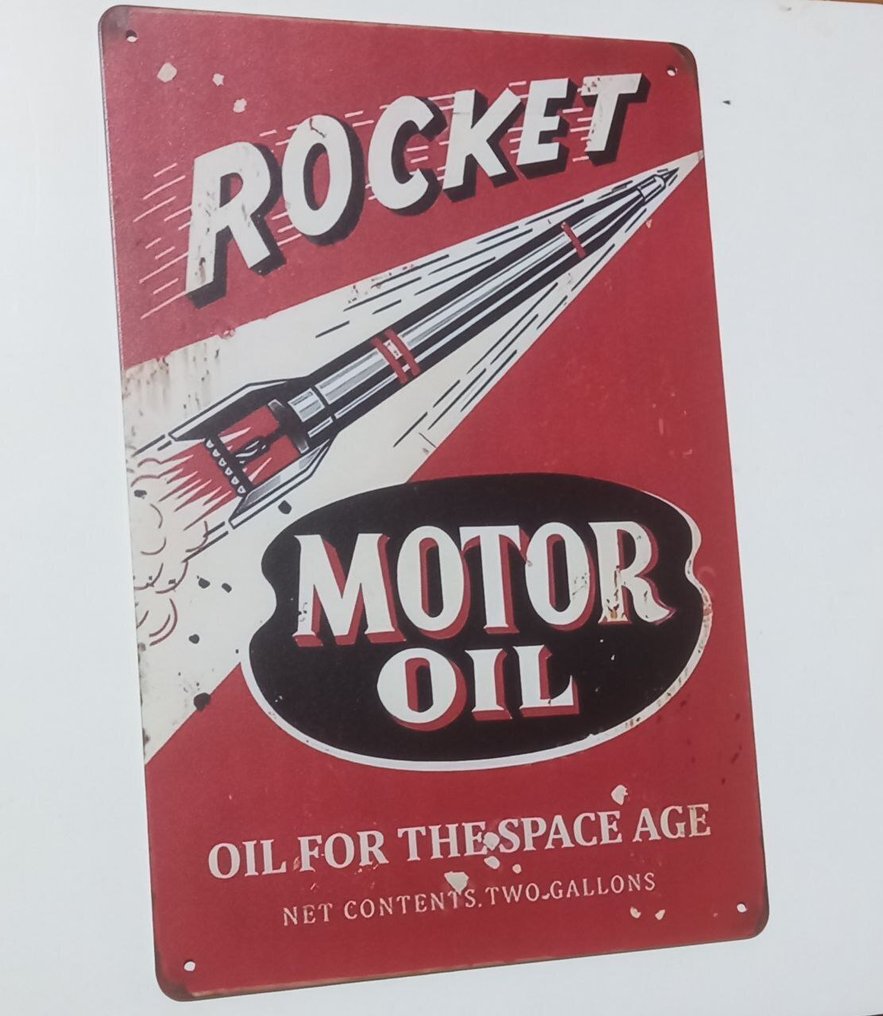 ROCKET
MOTOR
OIL
OIL FOR THE SPACE AGE
NET CONTENTS. TWO GALLONS